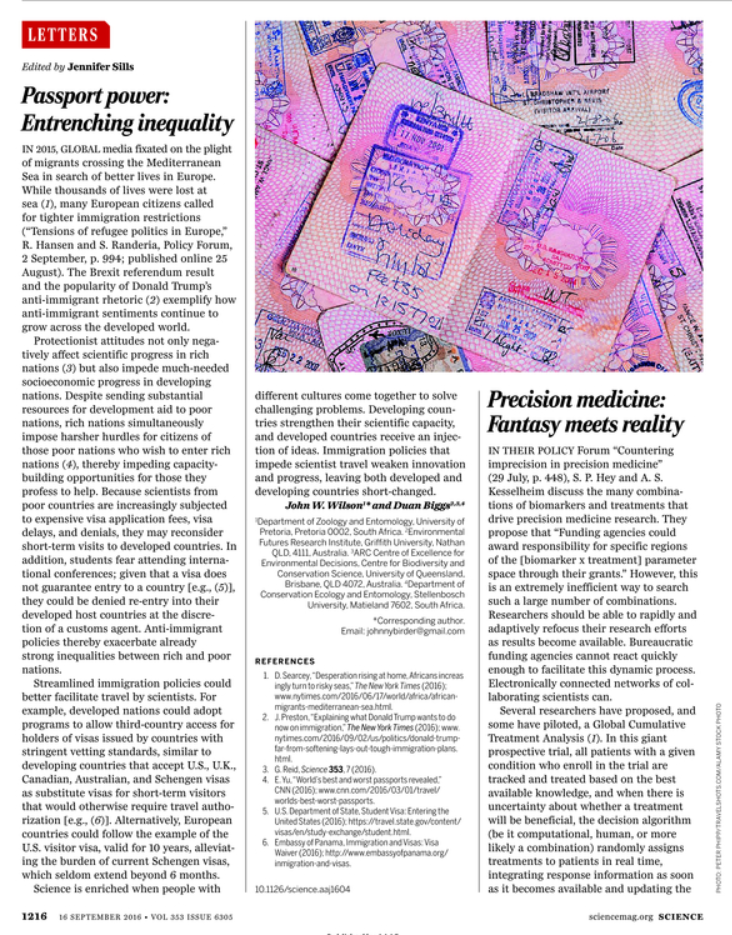 LETTERS
Edited by Jennifer Sills
Passport power:
Entrenching inequality
IN 2015, GLOBAL media fixated on the plight
of migrants crossing the Mediterranean
Sea in search of better lives in Europe.
While thousands of lives were lost at
sea (1), many European citizens called
for tighter immigration restrictions
(“Tensions of refugee politics in Europe,”
R. Hansen and S. Randeria, Policy Forum,
2 September, p. 994; published online 25
August). The Brexit referendum result
and the popularity of Donald Trump’s
anti-immigrant rhetoric (2) exemplify how
anti-immigrant sentiments continue to
grow across the developed world.
Protectionist attitudes not only nega-
tively affect scientific progress in rich
nations (3) but also impede much-needed
socioeconomic progress in developing
nations. Despite sending substantial
resources for development aid to poor
nations, rich nations simultaneously
impose harsher hurdles for citizens of
those poor nations who wish to enter rich
nations (4), thereby impeding capacity-
building opportunities for those they
profess to help. Because scientists from
poor countries are increasingly subjected
to expensive visa application fees, visa
delays, and denials, they may reconsider
short-term visits to developed countries. In
addition, students fear attending interna-
tional conferences; given that a visa does
not guarantee entry to a country [e.g., (5)],
they could be denied re-entry into their
developed host countries at the discre-
tion of a customs agent. Anti-immigrant
policies thereby exacerbate already
strong inequalities between rich and poor
nations.
Streamlined immigration policies could
better facilitate travel by scientists. For
example, developed nations could adopt
programs to allow third-country access for
holders of visas issued by countries with
stringent vetting standards, similar to
developing countries that accept U.S., U.K.,
Canadian, Australian, and Schengen visas
as substitute visas for short-term visitors
that would otherwise require travel autho-
rization [e.g., (6)]. Alternatively, European
countries could follow the example of the
U.S. visitor visa, valid for 10 years, alleviat-
ing the burden of current Schengen visas,
which seldom extend beyond 6 months.
Science is enriched when people with
BRADSHAW INT'L AIRPORT
ST. CHRISTOPHER & NEVIS
(VISITOR ARRIVAL)
11 NOV 2001
U.S. IMMIGRATION
different cultures come together to solve
challenging problems. Developing coun-
tries strengthen their scientific capacity,
and developed countries receive an injec-
tion of ideas. Immigration policies that
impede scientist travel weaken innovation
and progress, leaving both developed and
developing countries short-changed.
John W. Wilson1* and Duan Biggs2,3,4
1Department of Zoology and Entomology, University of
Pretoria, Pretoria 0002, South Africa. 2Environmental
Futures Research Institute, Griffith University, Nathan
QLD, 4111, Australia. 3ARC Centre of Excellence for
Environmental Decisions, Centre for Biodiversity and
Conservation Science, University of Queensland,
Brisbane, QLD 4072, Australia. 4Department of
Conservation Ecology and Entomology, Stellenbosch
University, Matieland 7602, South Africa.
*Corresponding author.
Email: johnnybirder@gmail.com
REFERENCES
1. D. Searcey, “Desperation rising at home, Africans increas
ingly turn to risky seas,” The New York Times (2016);
www.nytimes.com/2016/06/17/world/africa/african-
migrants-mediterranean-sea.html.
2. J. Preston, “Explaining what Donald Trump wants to do
now on immigration,” The New York Times (2016); www.
nytimes.com/2016/09/02/us/politics/donald-trump-
far-from-softening-lays-out-tough-immigration-plans.
html.
3. G. Reid, Science 353, 7 (2016).
4. E. Yu, “World’s best and worst passports revealed,”
CNN (2016); www.cnn.com/2016/03/01/travel/
worlds-best-worst-passports.
5. U.S. Department of State, Student Visa: Entering the
United States (2016); https://travel.state.gov/content/
visas/en/study-exchange/student.html.
6. Embassy of Panama, Immigration and Visas: Visa
Waiver (2016); http://www.embassyofpanama.org/
inmigration-and-visas.
10.1126/science.aaj1604
Precision medicine:
Fantasy meets reality
IN THEIR POLICY Forum “Countering
imprecision in precision medicine”
(29 July, p. 448), S. P. Hey and A. S.
Kesselheim discuss the many combina-
tions of biomarkers and treatments that
drive precision medicine research. They
propose that “Funding agencies could
award responsibility for specific regions
of the [biomarker x treatment] parameter
space through their grants.” However, this
is an extremely inefficient way to search
such a large number of combinations.
Researchers should be able to rapidly and
adaptively refocus their research efforts
as results become available. Bureaucratic
funding agencies cannot react quickly
enough to facilitate this dynamic process.
Electronically connected networks of col-
laborating scientists can.
Several researchers have proposed, and
some have piloted, a Global Cumulative
Treatment Analysis (1). In this giant
prospective trial, all patients with a given
condition who enroll in the trial are
tracked and treated based on the best
available knowledge, and when there is
uncertainty about whether a treatment
will be beneficial, the decision algorithm
(be it computational, human, or more
likely a combination) randomly assigns
treatments to patients in real time,
integrating response information as soon
as it becomes available and updating the
PHOTO: PETER PHIPP/TRAVELSHOTS.COM/ALAMY STOCK PHOTO
1216 16 SEPTEMBER 2016 • VOL 353 ISSUE 6305
sciencemag.org SCIENCE